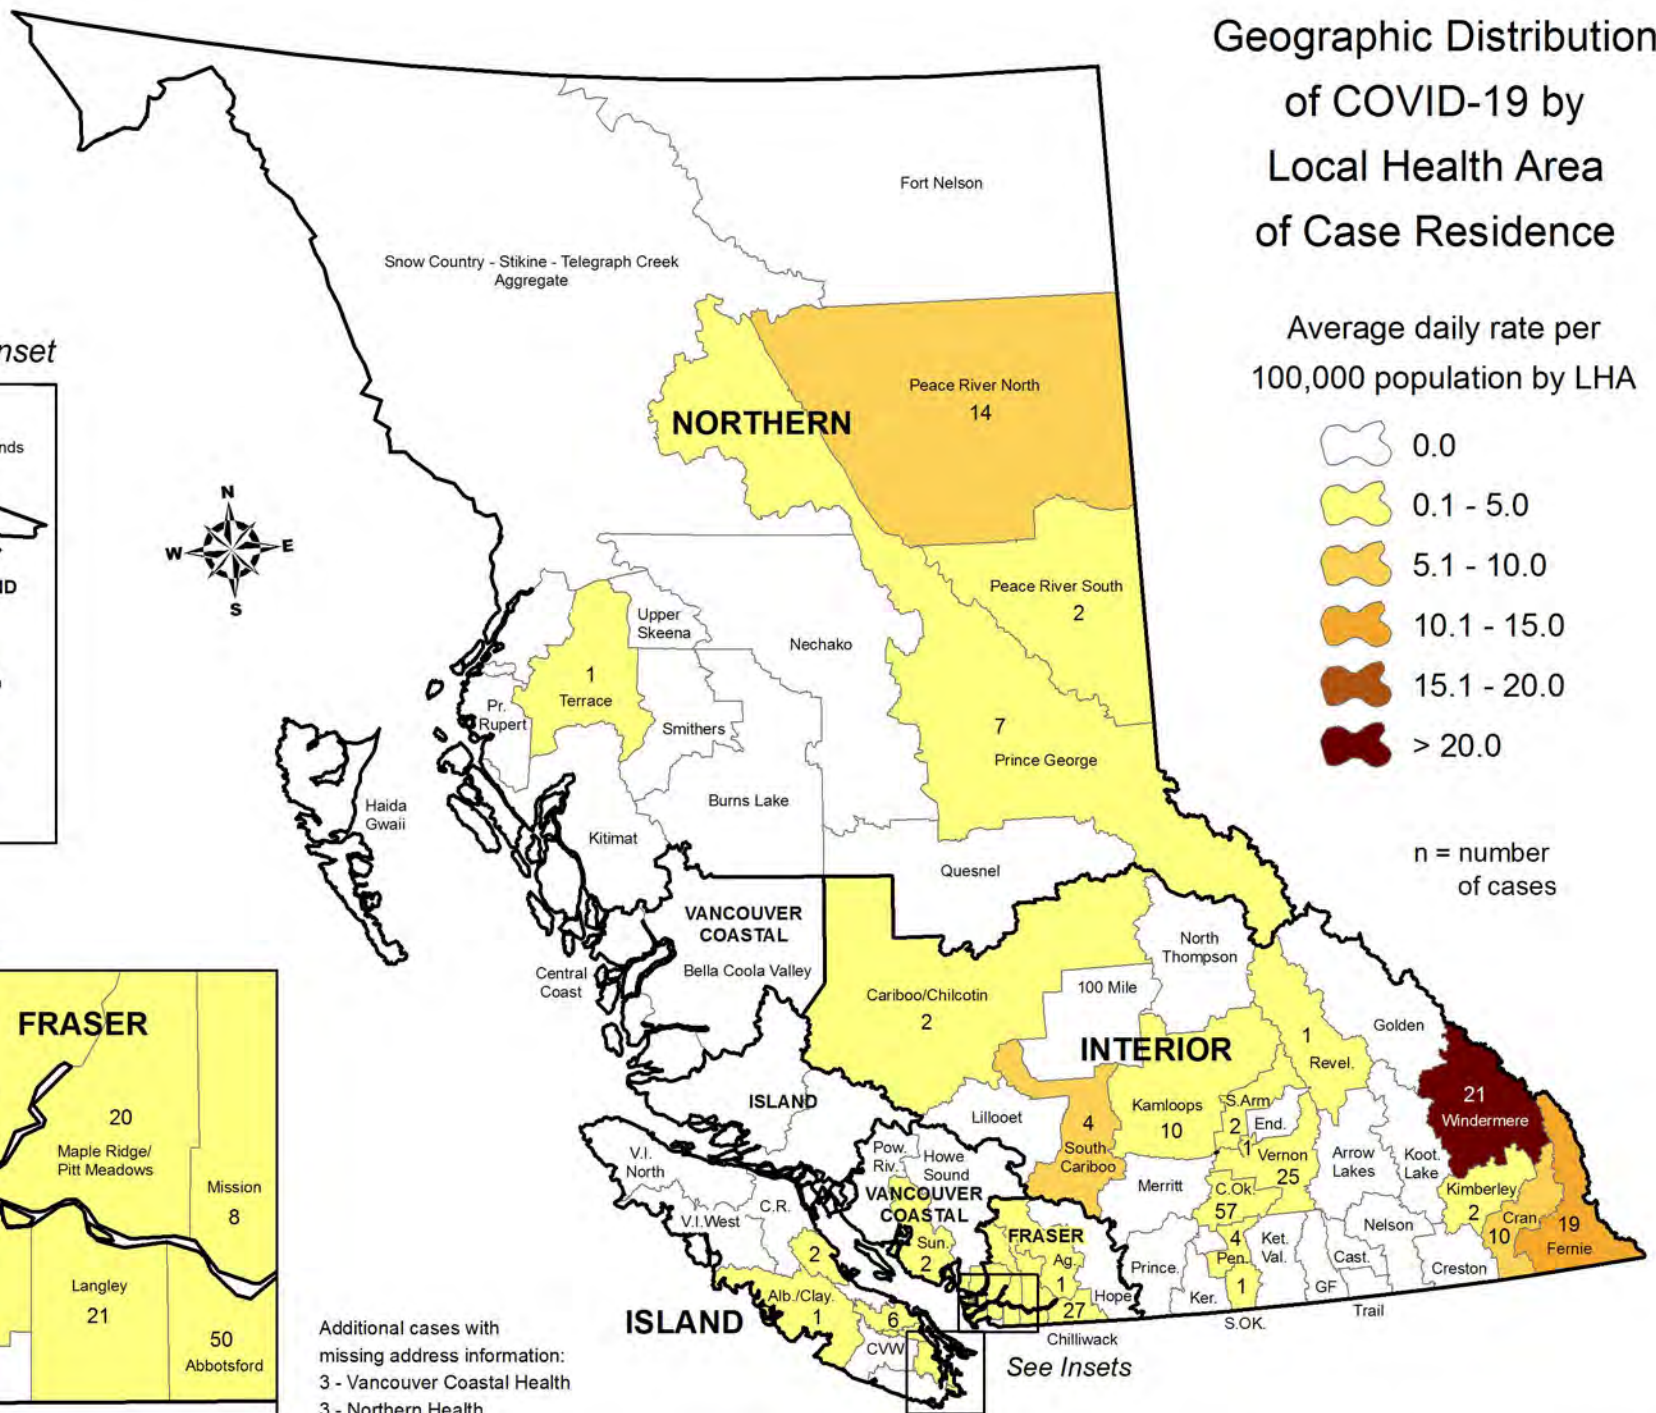 Geographic Distribution
of COVID-19 by
Local Health Area
of Case Residence
Average daily rate per
100,000 population by LHA
0.0
0.1 - 5.0
5.1 - 10.0
10.1 - 15.0
15.1 - 20.0
> 20.0
n = number
of cases
Fort Nelson
Snow Country - Stikine - Telegraph Creek
Aggregate
nset
nds
ID
N
W
E
S
Peace River North
14
NORTHERN
Peace River South
2
Upper
Skeena
Nechako
1
Terrace
Pr.
Rupert
Smithers
7
Prince George
Burns Lake
Haida
Gwaii
Kitimat
Quesnel
VANCOUVER
COASTAL
Bella Coola Valley
Central
Coast
North
Thompson
100 Mile
Cariboo/Chilcotin
2
INTERIOR
Golden
1
Revel.
21
Windermere
ISLAND
Lillooet
4
South
Cariboo
Kamloops
10
S.Arm
2
End.
1
Vernon
25
Arrow
Lakes
Koot.
Lake
V.I.
North
Pow.
Riv.
Howe
Sound
Merritt
C.Ok.
57
Kimberley
2
VANCOUVER
COASTAL
C.R.
V.I.West
FRASER
4
Pen.
Ket.
Val.
Nelson
Cran.
10
19
Fernie
2
Sun.
2
Ag.
1
Prince.
Cast.
Creston
Alb./Clay.
1
6
27
Hope
Ker.
1
GF
Trail
S.OK.
ISLAND
CVW
Chilliwack
See Insets
FRASER
20
Maple Ridge/
Pitt Meadows
Mission
8
Langley
21
50
Abbotsford
Additional cases with
missing address information:
3 - Vancouver Coastal Health
3 - Northern Health